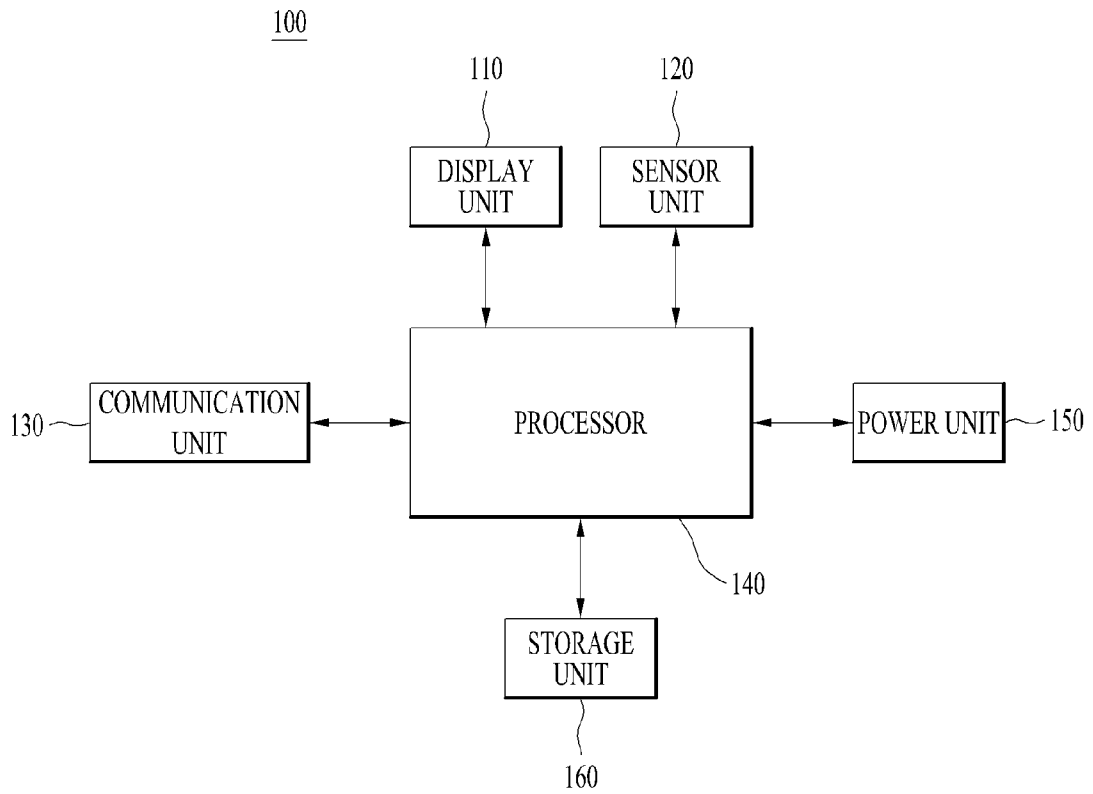 100
110
120
DISPLAY
UNIT
SENSOR
UNIT
130
COMMUNICATION
UNIT
PROCESSOR
POWER UNIT
150
140
STORAGE
UNIT
160